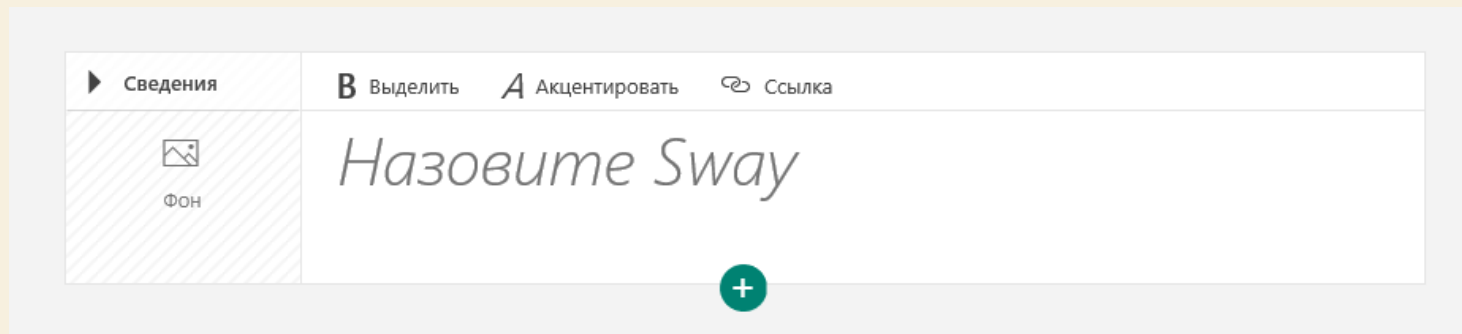 Сведения
B Выделить A Акцентировать Ссылка
Назовите Sway
Фон